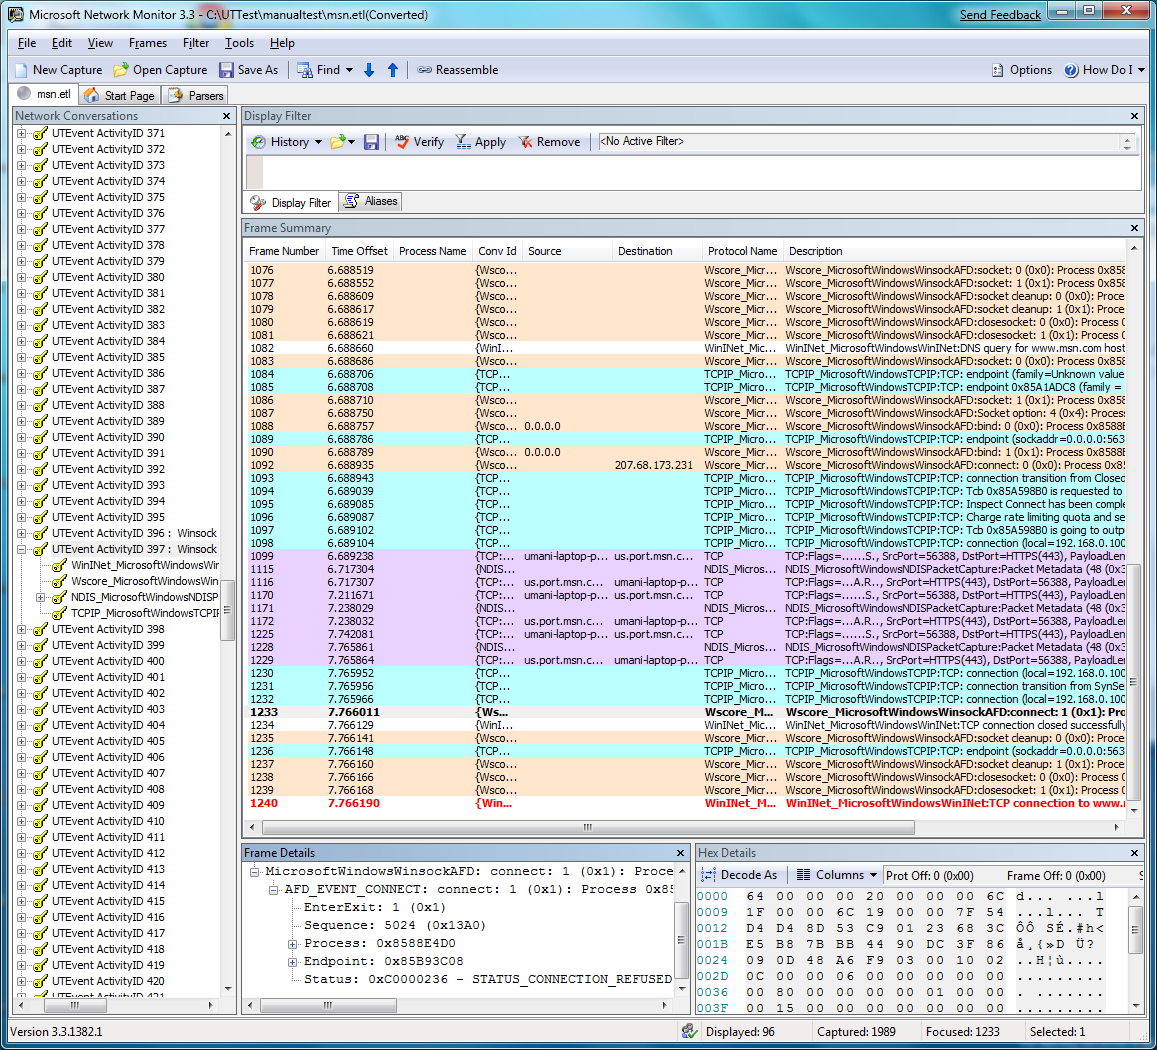 Microsoft Network Monitor 3.3 - C:\UTTest\manualtest\msn.etl(Converted)
Send Feedback
File Edit View Frames Filter Tools Help
New Capture Open Capture Save As Find Reassemble Options How Do I
msn.etl Start Page Parsers
Network Conversations
UTEvent ActivityID 371
UTEvent ActivityID 372
UTEvent ActivityID 373
UTEvent ActivityID 374
UTEvent ActivityID 375
UTEvent ActivityID 376
UTEvent ActivityID 377
UTEvent ActivityID 378
UTEvent ActivityID 379
UTEvent ActivityID 380
UTEvent ActivityID 381
UTEvent ActivityID 382
UTEvent ActivityID 383
UTEvent ActivityID 384
UTEvent ActivityID 385
UTEvent ActivityID 386
UTEvent ActivityID 387
UTEvent ActivityID 388
UTEvent ActivityID 389
UTEvent ActivityID 390
UTEvent ActivityID 391
UTEvent ActivityID 392
UTEvent ActivityID 393
UTEvent ActivityID 394
UTEvent ActivityID 395
UTEvent ActivityID 396 : Winsock
UTEvent ActivityID 397 : Winsock
WinINet_MicrosoftWindowsWir
Wscore_MicrosoftWindowsWin
NDIS_MicrosoftWindowsNDISP
TCPIP_MicrosoftWindowsTCPIF
UTEvent ActivityID 398
UTEvent ActivityID 399
UTEvent ActivityID 400
UTEvent ActivityID 401
UTEvent ActivityID 402
UTEvent ActivityID 403
UTEvent ActivityID 404
UTEvent ActivityID 405
UTEvent ActivityID 406
UTEvent ActivityID 407
UTEvent ActivityID 408
UTEvent ActivityID 409
UTEvent ActivityID 410
UTEvent ActivityID 411
UTEvent ActivityID 412
UTEvent ActivityID 413
UTEvent ActivityID 414
UTEvent ActivityID 415
UTEvent ActivityID 416
UTEvent ActivityID 417
UTEvent ActivityID 418
UTEvent ActivityID 419
UTEvent ActivityID 420
UTEvent ActivityID 421
Display Filter
History Verify Apply Remove <No Active Filter>
Display Filter Aliases
Frame Summary
Frame Number Time Offset Process Name Conv Id Source Destination Protocol Name Description
1076 6.688519 {Wsco... Wscore_Micr... Wscore_MicrosoftWindowsWinsockAFD:socket: 0 (0x0): Process 0x858
1077 6.688552 {Wsco... Wscore_Micr... Wscore_MicrosoftWindowsWinsockAFD:socket: 1 (0x1): Process 0x858
1078 6.688609 {Wsco... Wscore_Micr... Wscore_MicrosoftWindowsWinsockAFD:socket cleanup: 0 (0x0): Proce
1079 6.688617 {Wsco... Wscore_Micr... Wscore_MicrosoftWindowsWinsockAFD:socket cleanup: 1 (0x1): Proce
1080 6.688619 {Wsco... Wscore_Micr... Wscore_MicrosoftWindowsWinsockAFD:closesocket: 0 (0x0): Process 0
1081 6.688621 {Wsco... Wscore_Micr... Wscore_MicrosoftWindowsWinsockAFD:closesocket: 1 (0x1): Process 0
1082 6.688660 {WinI... WinINet_Mic... WinINet_MicrosoftWindowsWinINet:DNS query for www.msn.com host
1083 6.688686 {Wsco... Wscore_Micr... Wscore_MicrosoftWindowsWinsockAFD:socket: 0 (0x0): Process 0x858
1084 6.688706 {TCP... TCPIP_Micro... TCPIP_MicrosoftWindowsTCPIP:TCP: endpoint (family=Unknown value
1085 6.688708 {TCP... TCPIP_Micro... TCPIP_MicrosoftWindowsTCPIP:TCP: endpoint 0x85A1ADC8 (family =
1086 6.688710 {Wsco... Wscore_Micr... Wscore_MicrosoftWindowsWinsockAFD:socket: 1 (0x1): Process 0x858
1087 6.688750 {Wsco... Wscore_Micr... Wscore_MicrosoftWindowsWinsockAFD:Socket option: 4 (0x4): Process
1088 6.688757 {Wsco... 0.0.0.0 Wscore_Micr... Wscore_MicrosoftWindowsWinsockAFD:bind: 0 (0x0): Process 0x8588E
1089 6.688786 {TCP... TCPIP_Micro... TCPIP_MicrosoftWindowsTCPIP:TCP: endpoint (sockaddr=0.0.0.0:563
1090 6.688789 {Wsco... 0.0.0.0 Wscore_Micr... Wscore_MicrosoftWindowsWinsockAFD:bind: 1 (0x1): Process 0x8588E
1092 6.688935 {Wsco... 207.68.173.231 Wscore_Micr... Wscore_MicrosoftWindowsWinsockAFD:connect: 0 (0x0): Process 0x85
1093 6.688943 {TCP... TCPIP_Micro... TCPIP_MicrosoftWindowsTCPIP:TCP: connection transition from Closed
1094 6.689039 {TCP... TCPIP_Micro... TCPIP_MicrosoftWindowsTCPIP:TCP: Tcb 0x85A598B0 is requested to
1095 6.689085 {TCP... TCPIP_Micro... TCPIP_MicrosoftWindowsTCPIP:TCP: Inspect Connect has been comple
1096 6.689087 {TCP... TCPIP_Micro... TCPIP_MicrosoftWindowsTCPIP:TCP: Charge rate limiting quota and se
1097 6.689102 {TCP... TCPIP_Micro... TCPIP_MicrosoftWindowsTCPIP:TCP: Tcb 0x85A598B0 is going to outp
1098 6.689104 {TCP... TCPIP_Micro... TCPIP_MicrosoftWindowsTCPIP:TCP: connection (local=192.168.0.100
1099 6.689238 {TCP:... umani-laptop-p... us.port.msn.c... TCP TCP:Flags=......S., SrcPort=56388, DstPort=HTTPS(443), PayloadLen
1115 6.717304 {NDIS... NDIS_Micros... NDIS_MicrosoftWindowsNDISPacketCapture:Packet Metadata (48 (0x3
1116 6.717307 {TCP:... us.port.msn.c... umani-laptop-p... TCP TCP:Flags=...A.R.., SrcPort=HTTPS(443), DstPort=56388, PayloadLen
1170 7.211671 {TCP:... umani-laptop-p... us.port.msn.c... TCP TCP:Flags=......S., SrcPort=56388, DstPort=HTTPS(443), PayloadLen
1171 7.238029 {NDIS... NDIS_Micros... NDIS_MicrosoftWindowsNDISPacketCapture:Packet Metadata (48 (0x3
1172 7.238032 {TCP:... us.port.msn.c... umani-laptop-p... TCP TCP:Flags=...A.R.., SrcPort=HTTPS(443), DstPort=56388, PayloadLen
1225 7.742081 {TCP:... umani-laptop-p... us.port.msn.c... TCP TCP:Flags=......S., SrcPort=56388, DstPort=HTTPS(443), PayloadLen
1228 7.765861 {NDIS... NDIS_Micros... NDIS_MicrosoftWindowsNDISPacketCapture:Packet Metadata (48 (0x3
1229 7.765864 {TCP:... us.port.msn.c... umani-laptop-p... TCP TCP:Flags=...A.R.., SrcPort=HTTPS(443), DstPort=56388, PayloadLen
1230 7.765952 {TCP... TCPIP_Micro... TCPIP_MicrosoftWindowsTCPIP:TCP: connection (local=192.168.0.100
1231 7.765956 {TCP... TCPIP_Micro... TCPIP_MicrosoftWindowsTCPIP:TCP: connection transition from SynSe
1232 7.765966 {TCP... TCPIP_Micro... TCPIP_MicrosoftWindowsTCPIP:TCP: connection (local=192.168.0.100
1233 7.766011 {Ws... Wscore_M... Wscore_MicrosoftWindowsWinsockAFD:connect: 1 (0x1): Pro
1234 7.766129 {WinI... WinINet_Mic... WinINet_MicrosoftWindowsWinINet:TCP connection closed successfully
1235 7.766141 {Wsco... Wscore_Micr... Wscore_MicrosoftWindowsWinsockAFD:socket cleanup: 0 (0x0): Proce
1236 7.766148 {TCP... TCPIP_Micro... TCPIP_MicrosoftWindowsTCPIP:TCP: endpoint (sockaddr=0.0.0.0:563
1237 7.766160 {Wsco... Wscore_Micr... Wscore_MicrosoftWindowsWinsockAFD:socket cleanup: 1 (0x1): Proce
1238 7.766166 {Wsco... Wscore_Micr... Wscore_MicrosoftWindowsWinsockAFD:closesocket: 0 (0x0): Process 0
1239 7.766168 {Wsco... Wscore_Micr... Wscore_MicrosoftWindowsWinsockAFD:closesocket: 1 (0x1): Process 0
1240 7.766190 {Win... WinINet_M... WinINet_MicrosoftWindowsWinINet:TCP connection to www.r
Frame Details
MicrosoftWindowsWinsockAFD: connect: 1 (0x1): Proce
AFD_EVENT_CONNECT: connect: 1 (0x1): Process 0x85
EnterExit: 1 (0x1)
Sequence: 5024 (0x13A0)
Process: 0x8588E4D0
Endpoint: 0x85B93C08
Status: 0xC0000236 - STATUS_CONNECTION_REFUSED
Hex Details
Decode As Columns Prot Off: 0 (0x00) Frame Off: 0 (0x00) S
0000 64 00 00 00 20 00 00 00 6C d... ...l
0009 1F 00 00 6C 19 00 00 7F 54 ...l... T
0012 D4 D4 8D 53 C9 01 23 68 3C ÔÔ SÉ.#h<
001B E5 B8 7B BB 44 90 DC 3F 86 å¸{»D Ü?
0024 09 0D 48 A6 F9 03 00 10 02 ..H¦ù....
002D 0C 00 00 06 00 00 00 00 00 .........
0036 00 80 00 00 00 00 01 00 00 . .......
003F 00 15 00 00 00 00 00 00 00 .........
Version 3.3.1382.1 Displayed: 96 Captured: 1989 Focused: 1233 Selected: 1